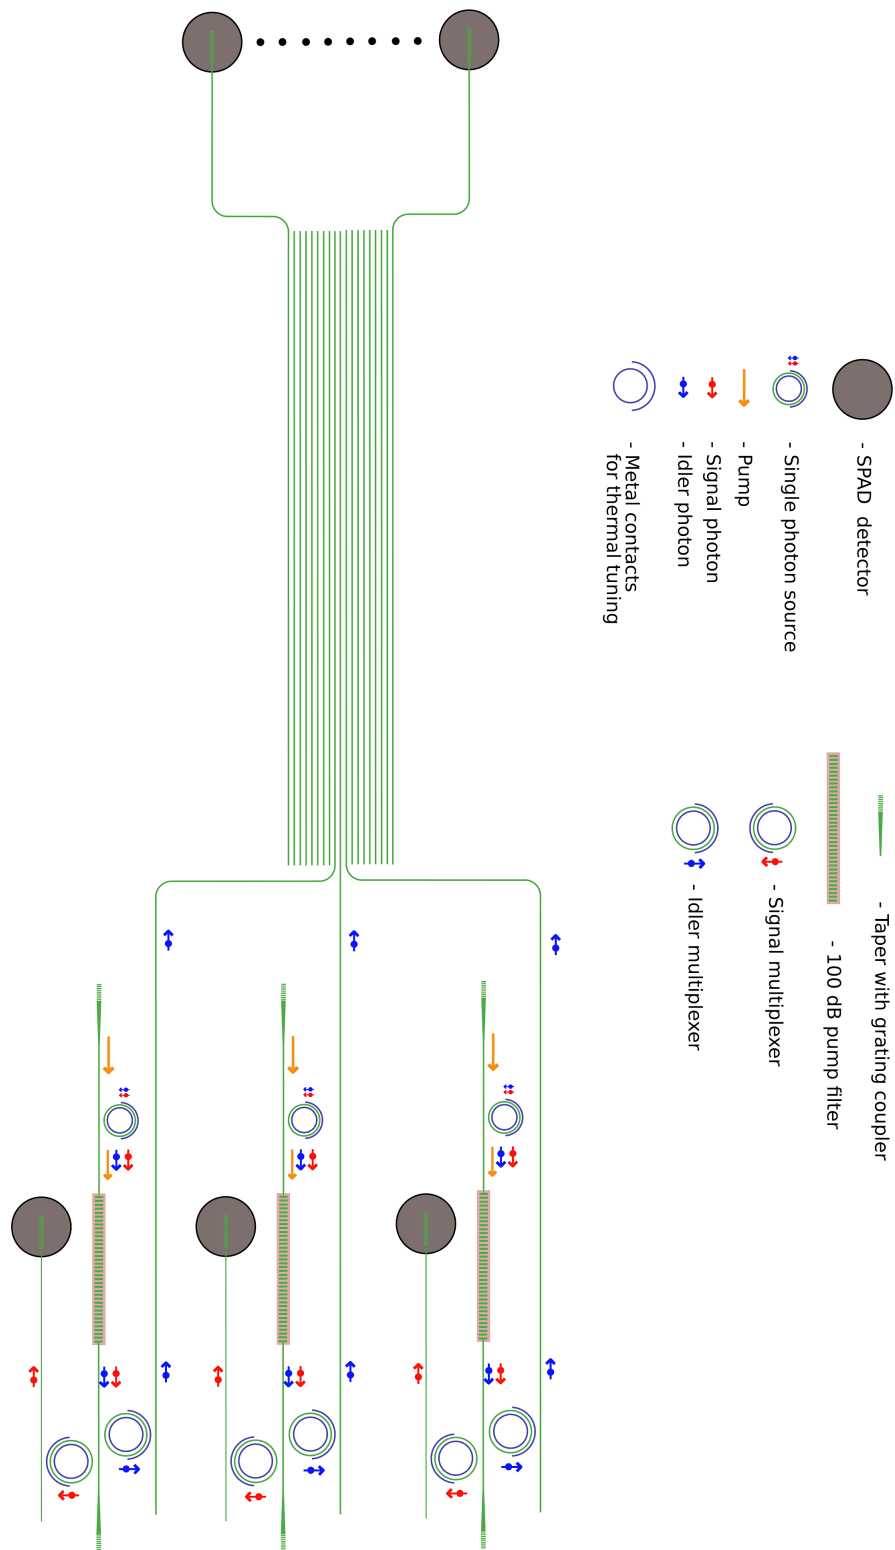 - SPAD detector
- Single photon source
- Pump
- Signal photon
- Idler photon
- Metal contacts
for thermal tuning
- Taper with grating coupler
- 100 dB pump filter
- Signal multiplexer
- Idler multiplexer